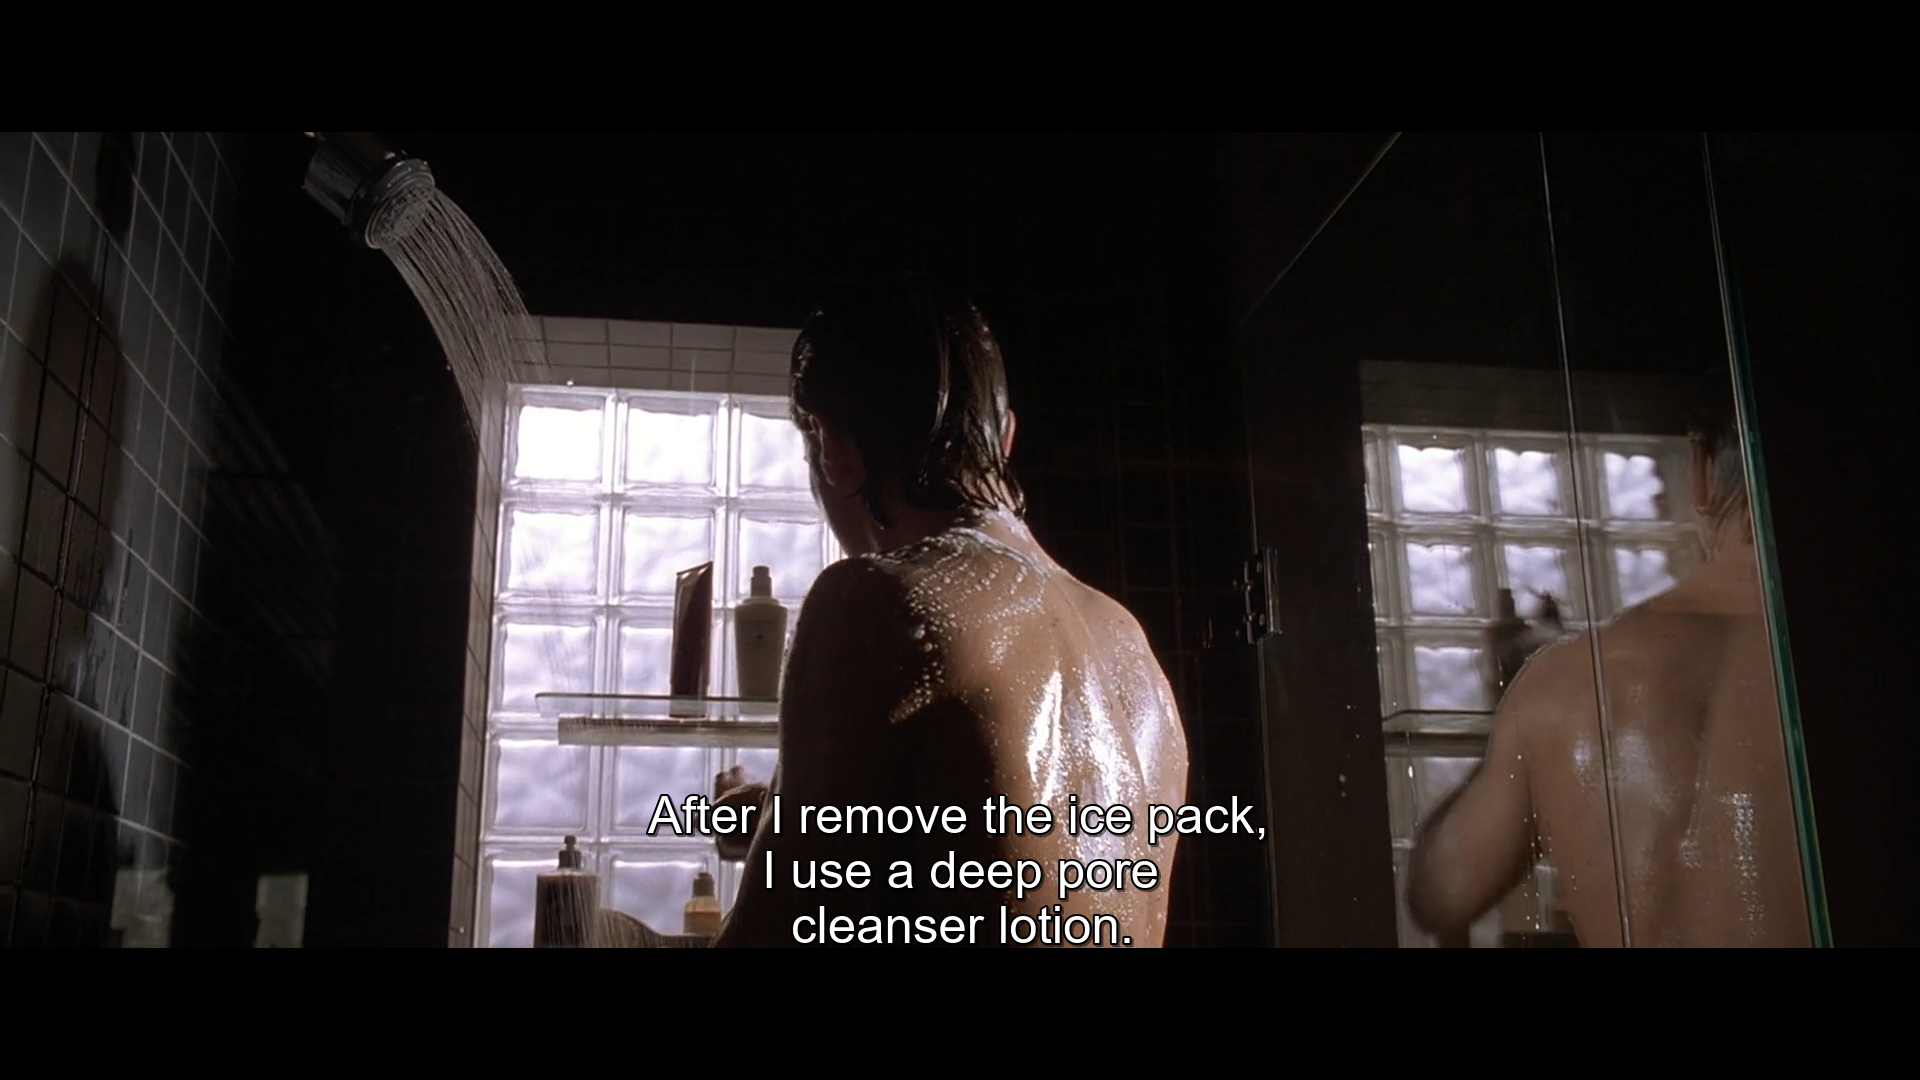 After I remove the ice pack,
I use a deep pore
cleanser lotion.